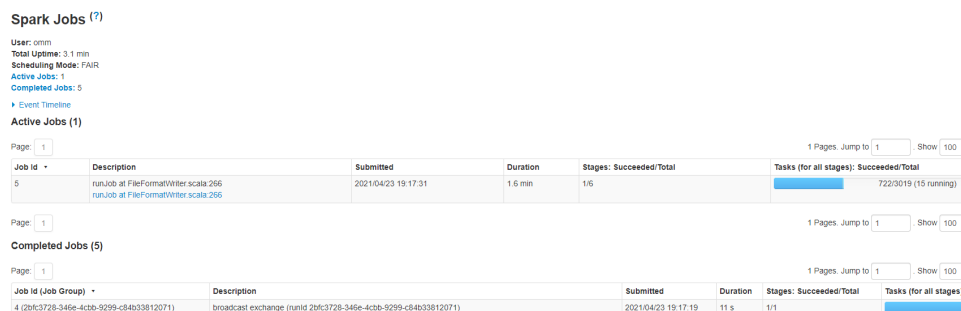 Spark Jobs (?)
User: omm
Total Uptime: 3.1 min
Scheduling Mode: FAIR
Active Jobs: 1
Completed Jobs: 5
Event Timeline
Active Jobs (1)
Page: 1 1 Pages. Jump to 1 . Show 100
Job Id Description Submitted Duration Stages: Succeeded/Total Tasks (for all stages): Succeeded/Total
5 runJob at FileFormatWriter.scala:266 2021/04/23 19:17:31 1.6 min 1/6 722/3019 (15 running)
runJob at FileFormatWriter.scala:266
Page: 1 1 Pages. Jump to 1 . Show 100
Completed Jobs (5)
Page: 1 1 Pages. Jump to 1 . Show 100
Job Id (Job Group) Description Submitted Duration Stages: Succeeded/Total Tasks (for all stages)
4 (2bfc3728-346e-4cbb-9299-c84b33812071) broadcast exchange (runId 2bfc3728-346e-4cbb-9299-c84b33812071) 2021/04/23 19:17:19 11 s 1/1